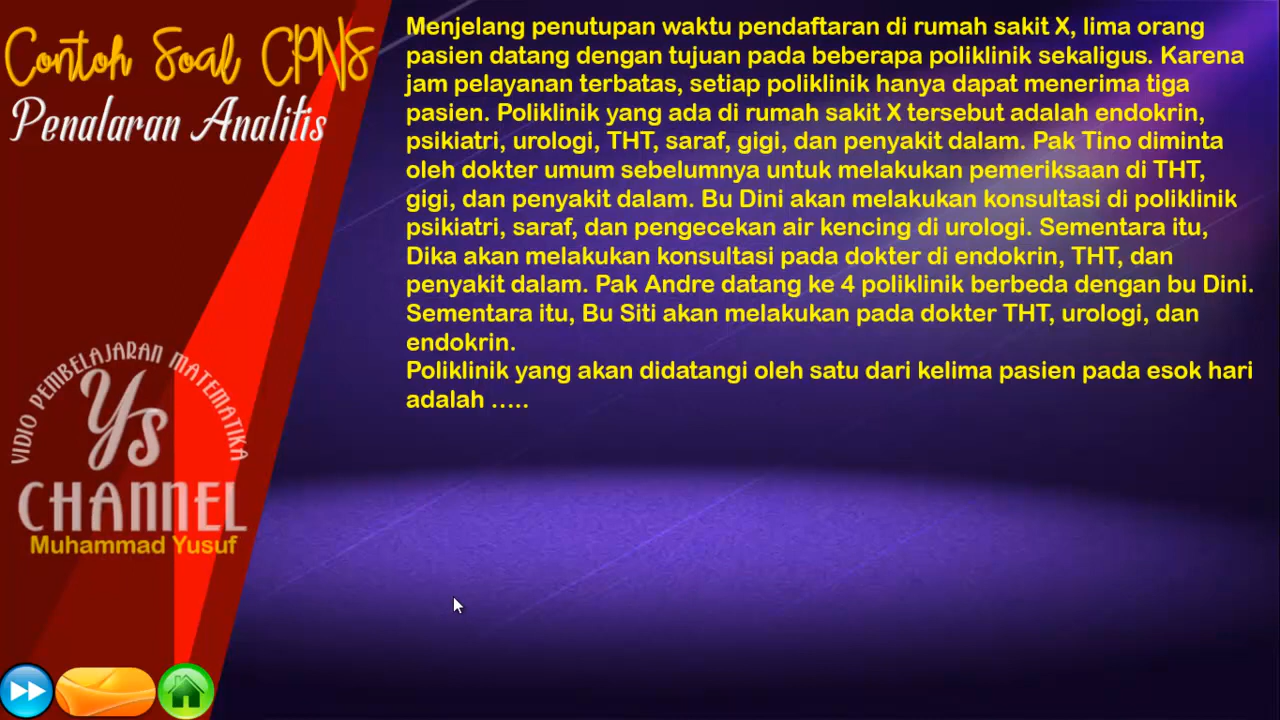 Contoh Soal CPNS
Penalaran Analitis
Menjelang penutupan waktu pendaftaran di rumah sakit X, lima orang
pasien datang dengan tujuan pada beberapa poliklinik sekaligus. Karena
jam pelayanan terbatas, setiap poliklinik hanya dapat menerima tiga
pasien. Poliklinik yang ada di rumah sakit X tersebut adalah endokrin,
psikiatri, urologi, THT, saraf, gigi, dan penyakit dalam. Pak Tino diminta
oleh dokter umum sebelumnya untuk melakukan pemeriksaan di THT,
gigi, dan penyakit dalam. Bu Dini akan melakukan konsultasi di poliklinik
psikiatri, saraf, dan pengecekan air kencing di urologi. Sementara itu,
Dika akan melakukan konsultasi pada dokter di endokrin, THT, dan
penyakit dalam. Pak Andre datang ke 4 poliklinik berbeda dengan bu Dini.
Sementara itu, Bu Siti akan melakukan pada dokter THT, urologi, dan
endokrin.
Poliklinik yang akan didatangi oleh satu dari kelima pasien pada esok hari
adalah .....
VIDIO PEMBELAJARAN MATEMATIKA
Ys
CHANNEL
Muhammad Yusuf